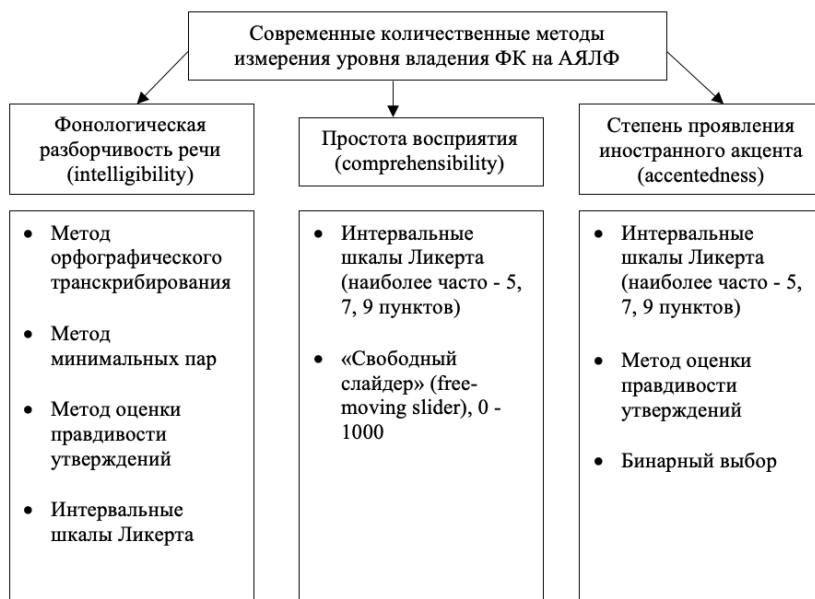 Современные количественные методы
измерения уровня владения ФК на АЯЛФ
Фонологическая
разборчивость речи
(intelligibility)
Простота восприятия
(comprehensibility)
Степень проявления
иностранного акцента
(accentedness)
• Метод
орфографического
транскрибирования
• Метод
минимальных пар
• Метод оценки
правдивости
утверждений
• Интервальные
шкалы Ликерта
• Интервальные
шкалы Ликерта
(наиболее часто - 5,
7, 9 пунктов)
• «Свободный
слайдер» (free-
moving slider), 0 -
1000
• Интервальные
шкалы Ликерта
(наиболее часто - 5,
7, 9 пунктов)
• Метод оценки
правдивости
утверждений
• Бинарный выбор